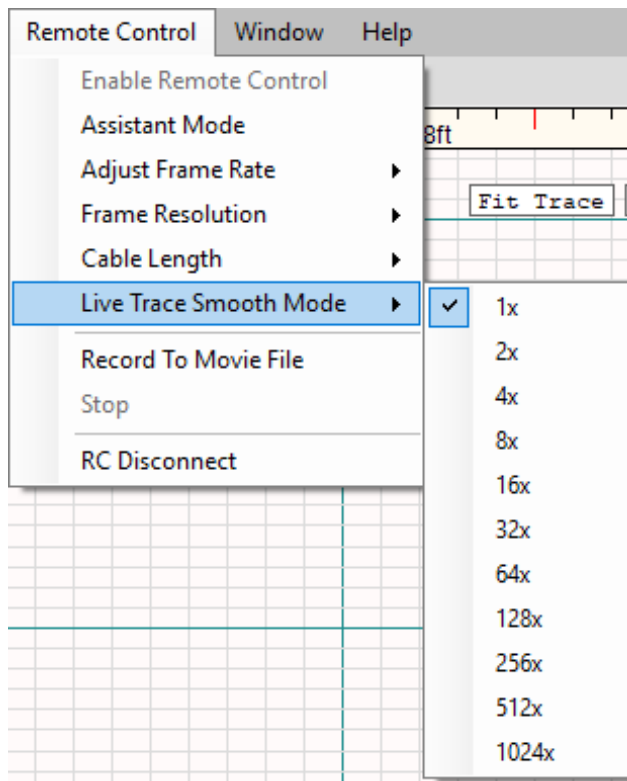 Remote Control Window Help
Enable Remote Control
Assistant Mode
8ft
Adjust Frame Rate
Fit Trace
Frame Resolution
Cable Length
Live Trace Smooth Mode
Record To Movie File
Stop
RC Disconnect
1x
2x
4x
8x
16x
32x
64x
128x
256x
512x
1024x